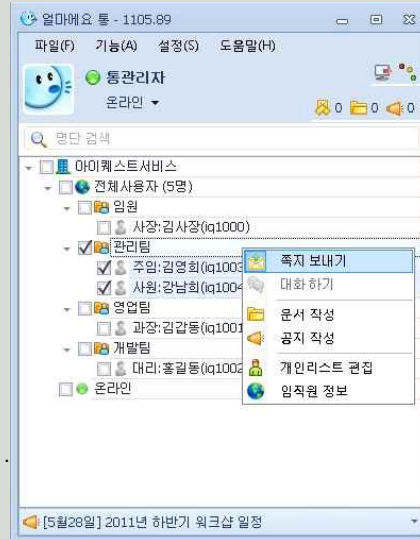 얼마에요 통 - 1105.89
파일(F) 기능(A) 설정(S) 도움말(H)
통관리자
온라인
0 0 0
명단 검색
아이퀘스트서비스
전체사용자 (5명)
임원
사장:김사장(iq1000)
관리팀
주임:김영희(iq1003
사원:강남희(iq1004
영업팀
과장:김갑동(iq1001
개발팀
대리:홍길동(iq1002
온라인
쪽지 보내기
대화하기
문서 작성
공지 작성
개인리스트 편집
임직원 정보
[5월28일] 2011년 하반기 워크샵 일정